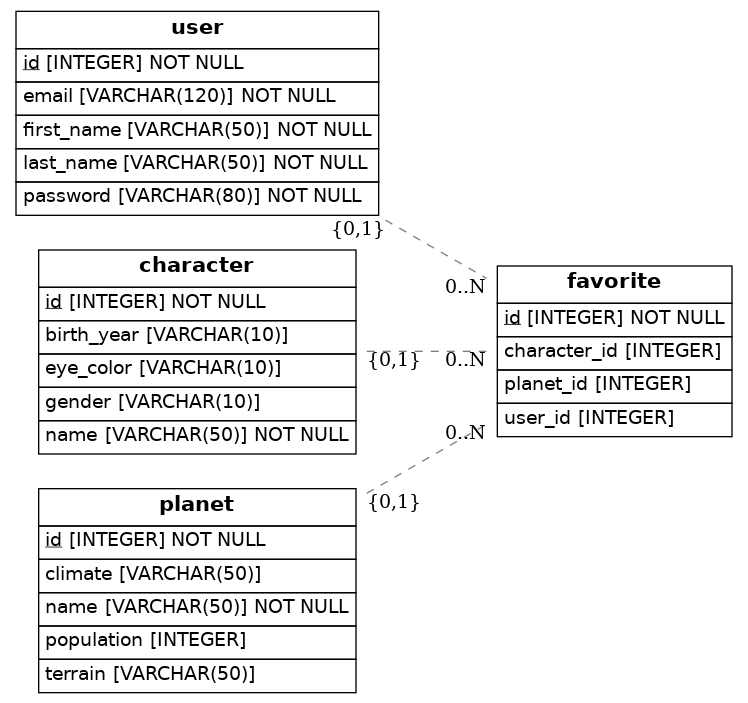 user
id [INTEGER] NOT NULL
email [VARCHAR(120)] NOT NULL
first_name [VARCHAR(50)] NOT NULL
last_name [VARCHAR(50)] NOT NULL
password [VARCHAR(80)] NOT NULL
{0,1}
0..N
character
id [INTEGER] NOT NULL
birth_year [VARCHAR(10)]
eye_color [VARCHAR(10)]
gender [VARCHAR(10)]
name [VARCHAR(50)] NOT NULL
{0,1}
0..N
favorite
id [INTEGER] NOT NULL
character_id [INTEGER]
planet_id [INTEGER]
user_id [INTEGER]
0..N
{0,1}
planet
id [INTEGER] NOT NULL
climate [VARCHAR(50)]
name [VARCHAR(50)] NOT NULL
population [INTEGER]
terrain [VARCHAR(50)]